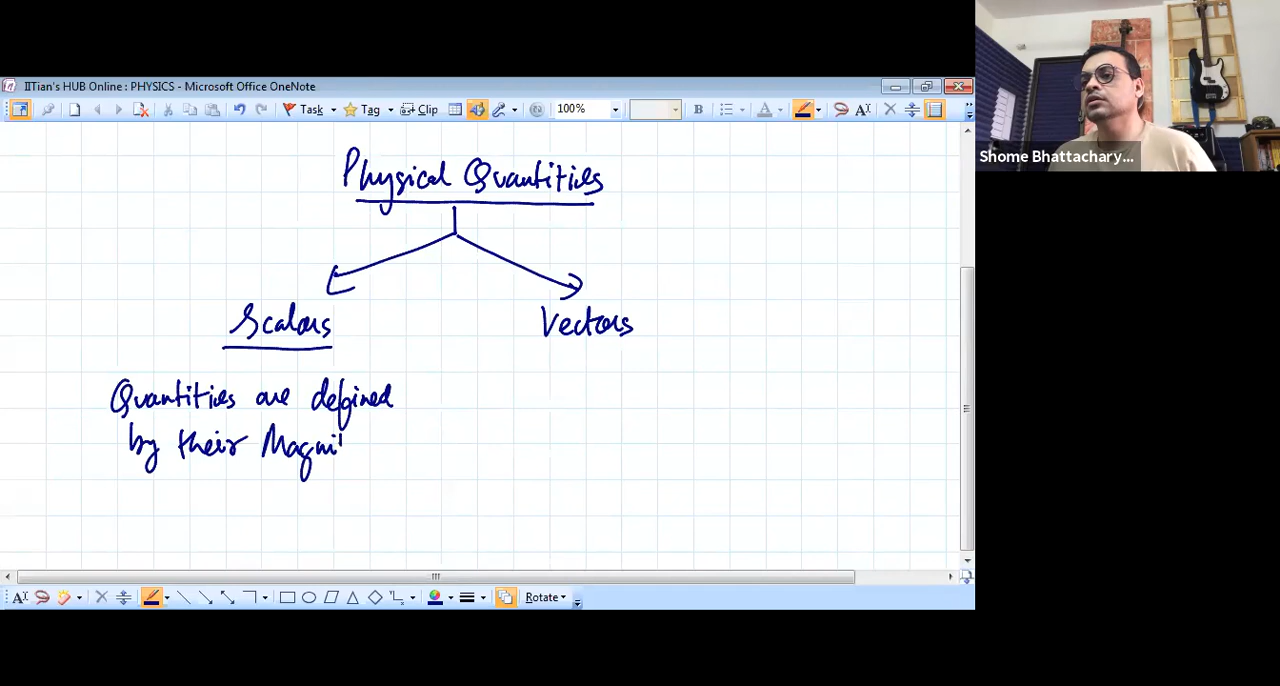 IITian's HUB Online : PHYSICS - Microsoft Office OneNote
Task Tag Clip 100% B A A
Physical Quantities
Scalars Vectors
Quantities are defined
by their Magni
A Rotate
Shome Bhattachary...